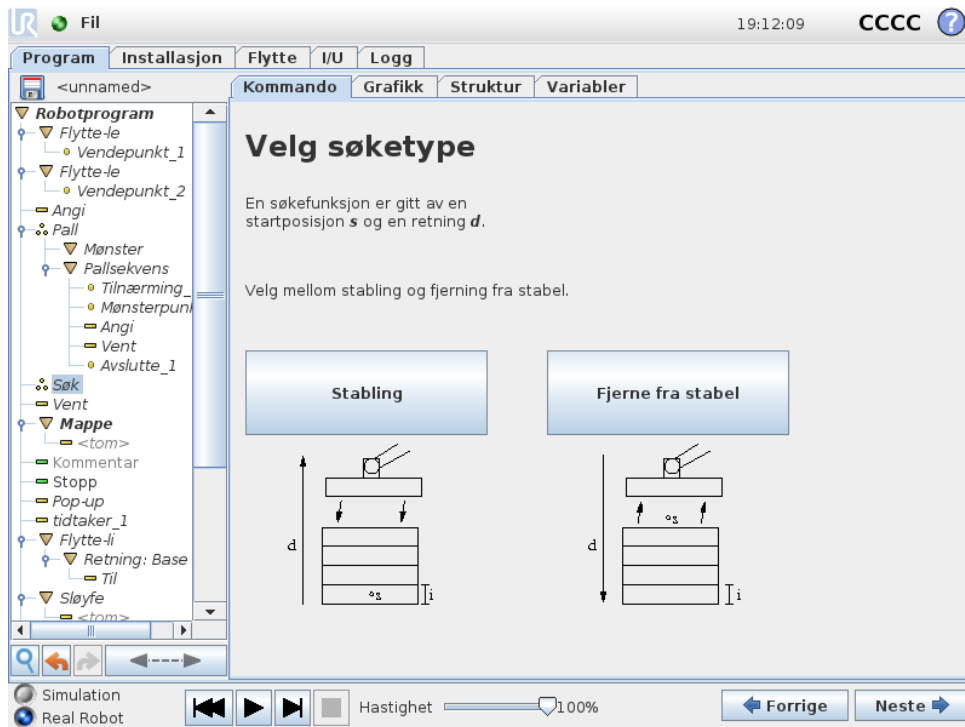 UR Fil 19:12:09 CCCC ?
Program Installasjon Flytte I/U Logg
<unnamed>
Kommando Grafikk Struktur Variabler
Robotprogram
Flytte-le
Vendepunkt_1
Flytte-le
Vendepunkt_2
Angi
Pall
Mønster
Pallsekvens
Tilnærming_
Mønsterpun
Angi
Vent
Avslutte_1
Søk
Vent
Mappe
<tom>
Kommentar
Stopp
Pop-up
tidtaker_1
Flytte-li
Retning: Base
Til
Sløyfe
<tom>
Velg søketype
En søkefunksjon er gitt av en
startposisjon s og en retning d.
Velg mellom stabling og fjerning fra stabel.
Stabling
Fjerne fra stabel
d
s
i
d
s
i
Simulation
Real Robot
Hastighet 100%
Forrige Neste